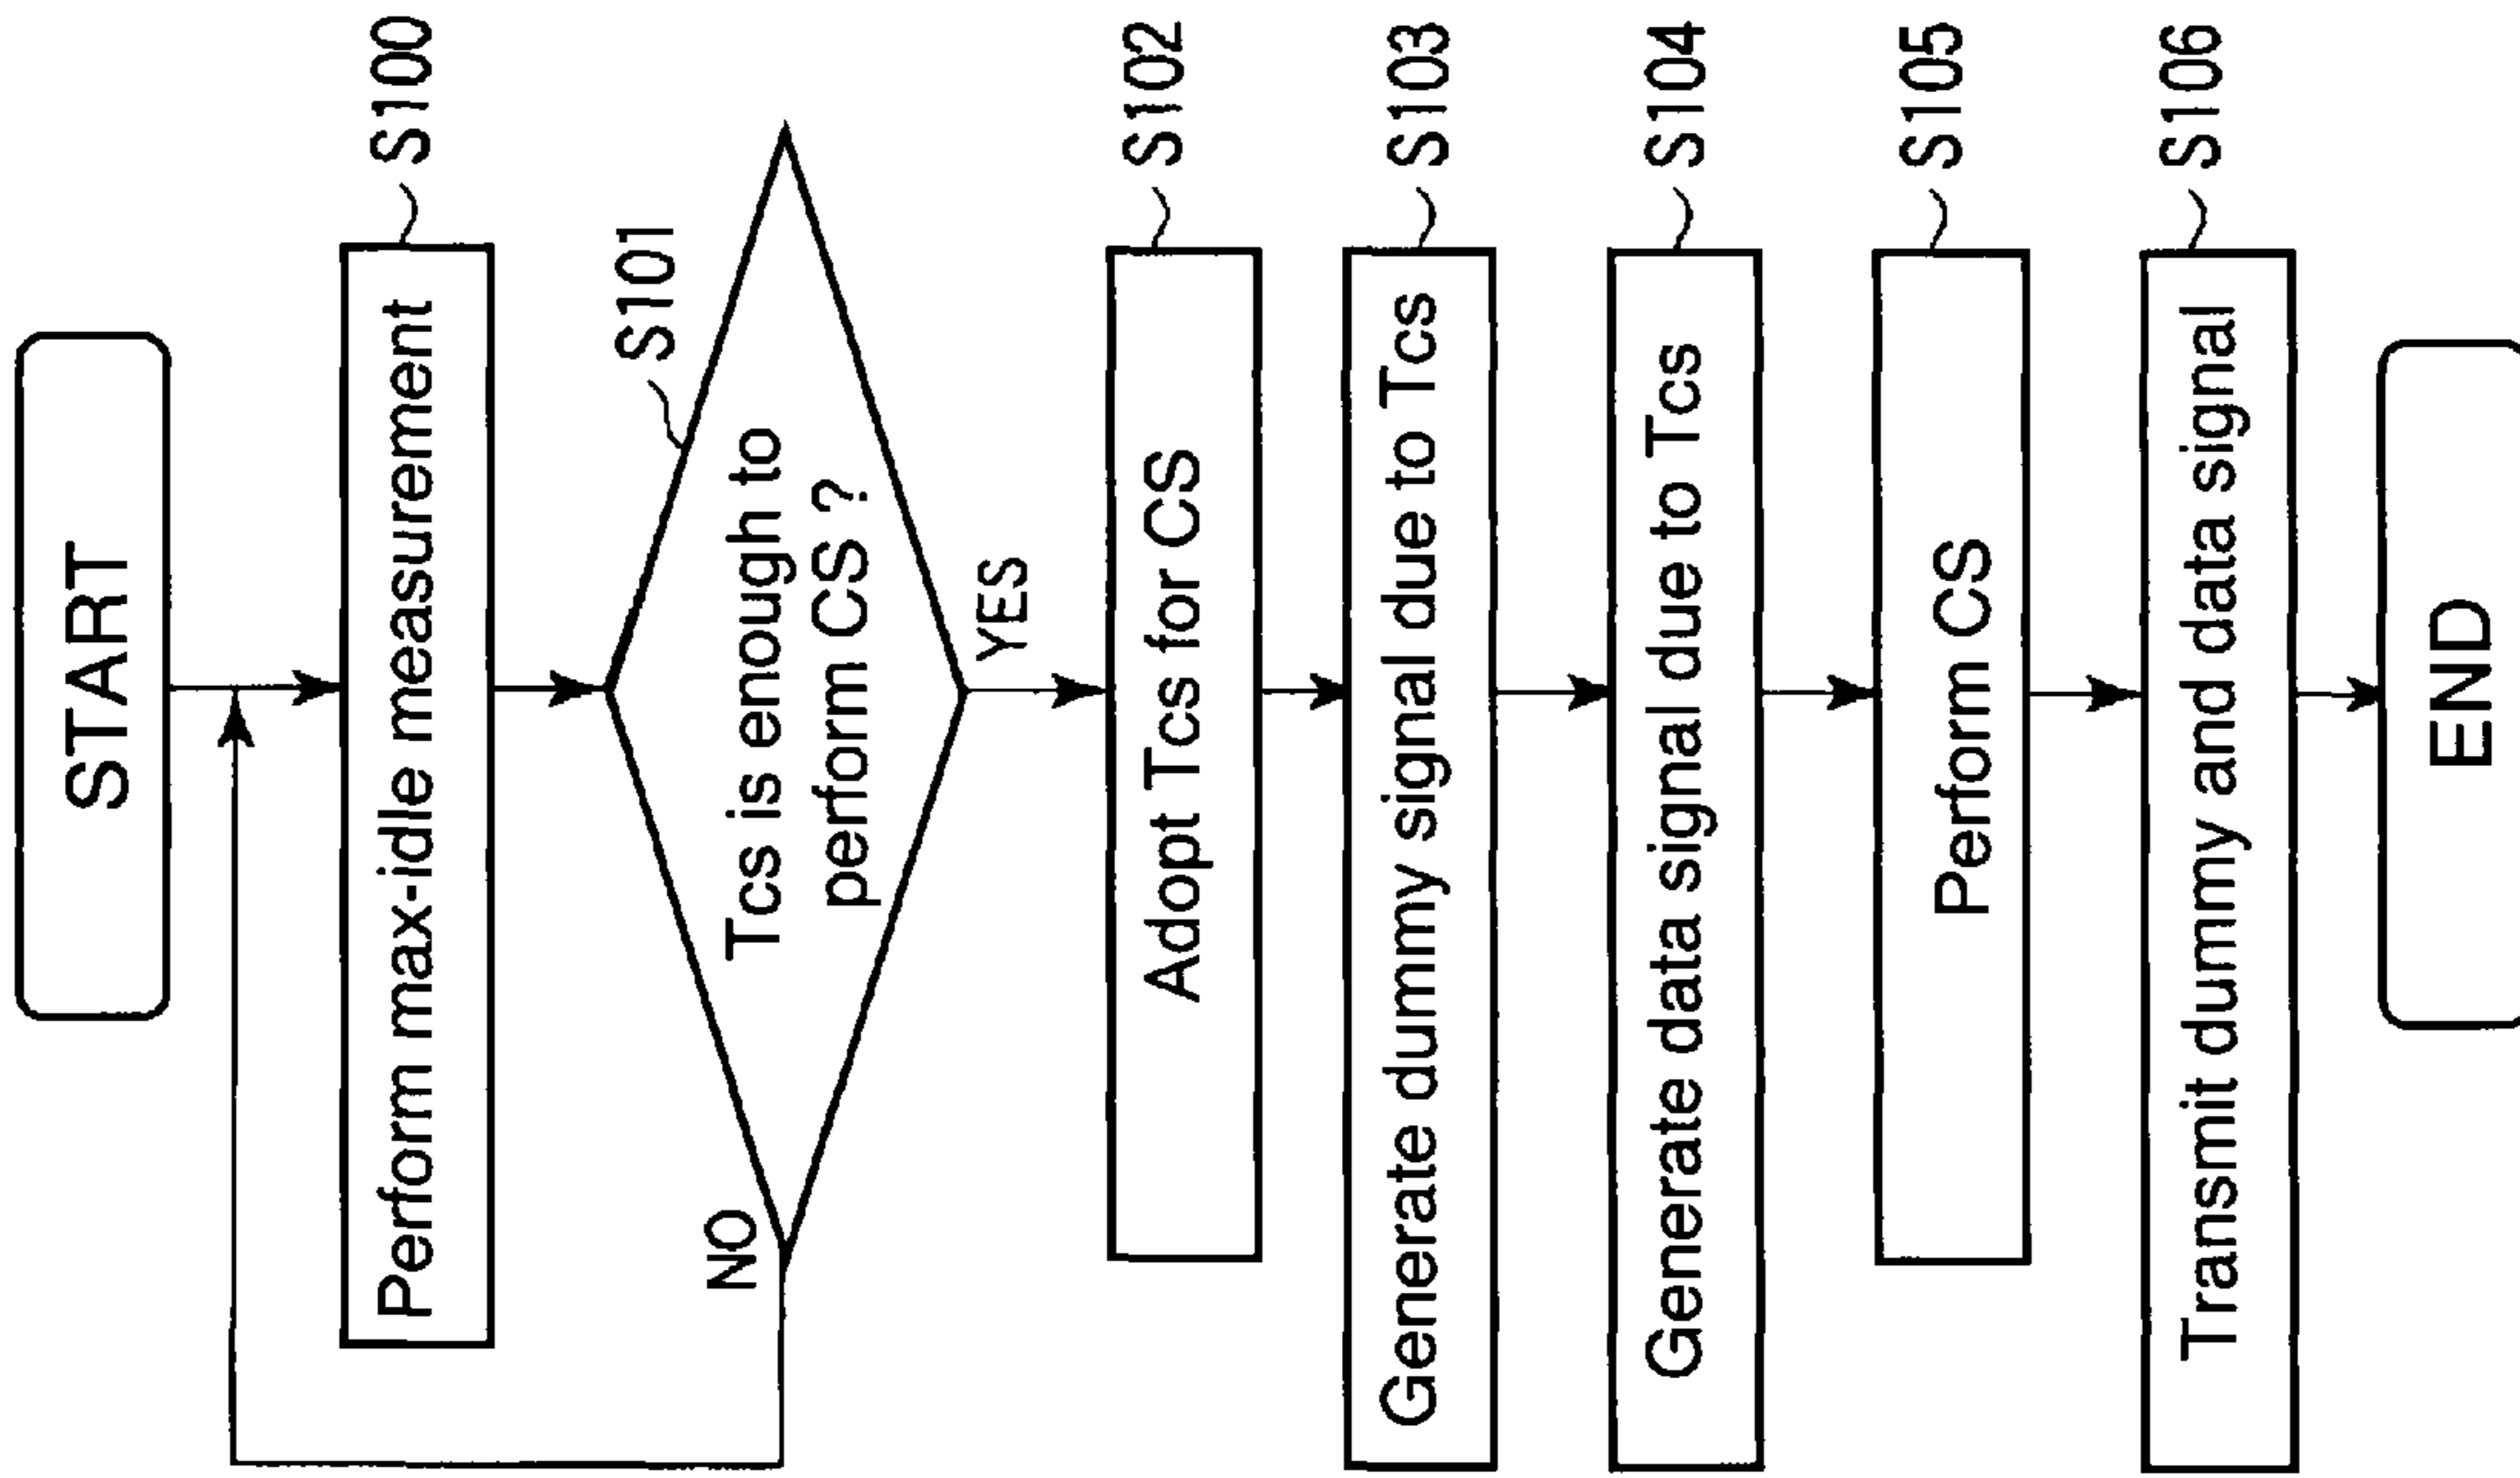 START
Perform max-idle measurement
S100
S101
Tcs is enough to
perform CS ?
NO
YES
Adopt Tcs for CS
S102
Generate dummy signal due to Tcs
S103
Generate data signal due to Tcs
S104
Perform CS
S105
Transmit dummy and data signal
S106
END